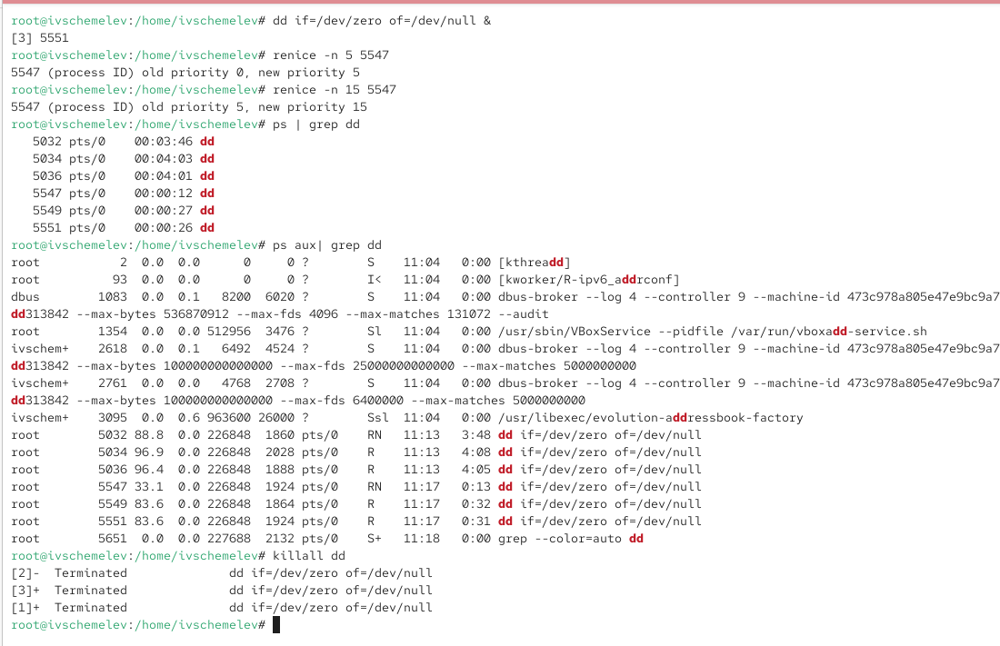 root@ivschemelev:/home/ivschemelev# dd if=/dev/zero of=/dev/null &
[3] 5551
root@ivschemelev:/home/ivschemelev# renice -n 5 5547
5547 (process ID) old priority 0, new priority 5
root@ivschemelev:/home/ivschemelev# renice -n 15 5547
5547 (process ID) old priority 5, new priority 15
root@ivschemelev:/home/ivschemelev# ps | grep dd
   5032 pts/0    00:03:46 dd
   5034 pts/0    00:04:03 dd
   5036 pts/0    00:04:01 dd
   5547 pts/0    00:00:12 dd
   5549 pts/0    00:00:27 dd
   5551 pts/0    00:00:26 dd
root@ivschemelev:/home/ivschemelev# ps aux| grep dd
root           2  0.0  0.0      0     0 ?        S    11:04   0:00 [kthreadd]
root          93  0.0  0.0      0     0 ?        I<   11:04   0:00 [kworker/R-ipv6_addrconf]
dbus        1083  0.0  0.1   8200  6020 ?        S    11:04   0:00 dbus-broker --log 4 --controller 9 --machine-id 473c978a805e47e9bc9a7
dd313842 --max-bytes 536870912 --max-fds 4096 --max-matches 131072 --audit
root        1354  0.0  0.0 512956  3476 ?        Sl   11:04   0:00 /usr/sbin/VBoxService --pidfile /var/run/vboxadd-service.sh
ivschem+    2618  0.0  0.1   6492  4524 ?        S    11:04   0:00 dbus-broker --log 4 --controller 9 --machine-id 473c978a805e47e9bc9a7
dd313842 --max-bytes 100000000000000 --max-fds 25000000000000 --max-matches 5000000000
ivschem+    2761  0.0  0.0   4768  2708 ?        S    11:04   0:00 dbus-broker --log 4 --controller 9 --machine-id 473c978a805e47e9bc9a7
dd313842 --max-bytes 100000000000000 --max-fds 6400000 --max-matches 5000000000
ivschem+    3095  0.0  0.6 963600 26000 ?        Ssl  11:04   0:00 /usr/libexec/evolution-addressbook-factory
root        5032 88.8  0.0 226848  1860 pts/0    RN   11:13   3:48 dd if=/dev/zero of=/dev/null
root        5034 96.9  0.0 226848  2028 pts/0    R    11:13   4:08 dd if=/dev/zero of=/dev/null
root        5036 96.4  0.0 226848  1888 pts/0    R    11:13   4:05 dd if=/dev/zero of=/dev/null
root        5547 33.1  0.0 226848  1924 pts/0    RN   11:17   0:13 dd if=/dev/zero of=/dev/null
root        5549 83.6  0.0 226848  1864 pts/0    R    11:17   0:32 dd if=/dev/zero of=/dev/null
root        5551 83.6  0.0 226848  1924 pts/0    R    11:17   0:31 dd if=/dev/zero of=/dev/null
root        5651  0.0  0.0 227688  2132 pts/0    S+   11:18   0:00 grep --color=auto dd
root@ivschemelev:/home/ivschemelev# killall dd
[2]-  Terminated              dd if=/dev/zero of=/dev/null
[3]+  Terminated              dd if=/dev/zero of=/dev/null
[1]+  Terminated              dd if=/dev/zero of=/dev/null
root@ivschemelev:/home/ivschemelev#